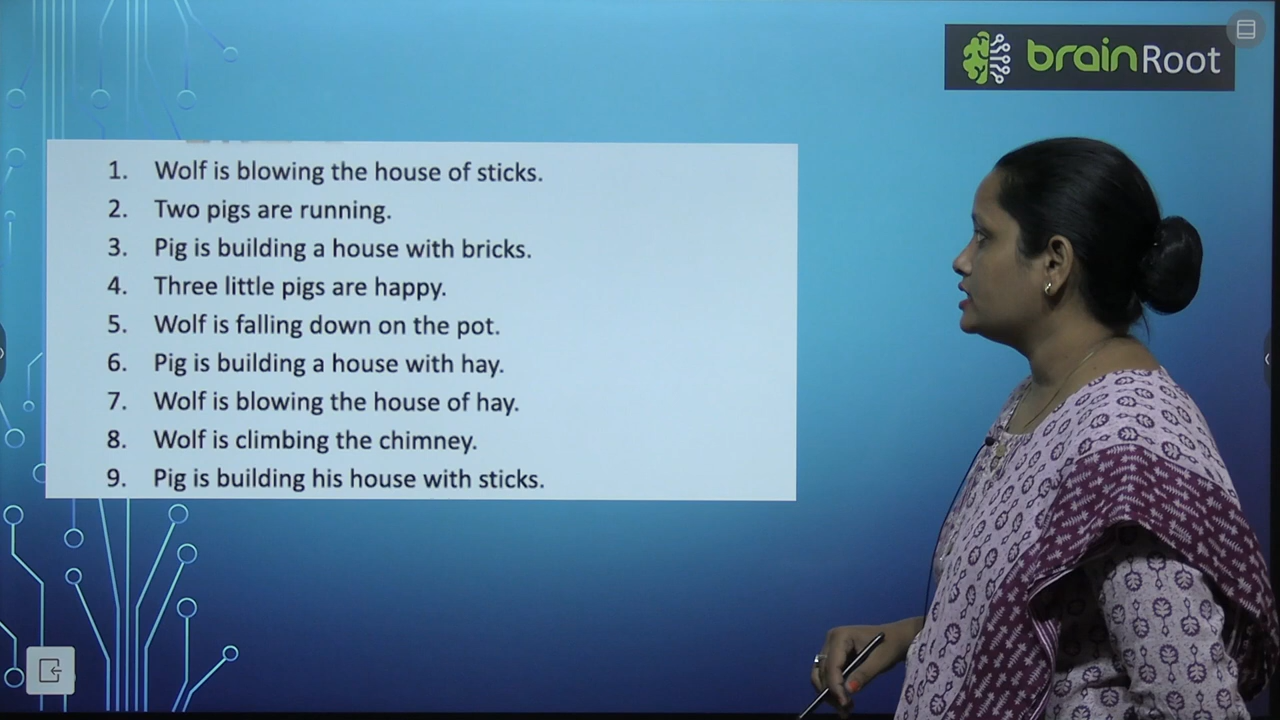 brainRoot
1. Wolf is blowing the house of sticks.
2. Two pigs are running.
3. Pig is building a house with bricks.
4. Three little pigs are happy.
5. Wolf is falling down on the pot.
6. Pig is building a house with hay.
7. Wolf is blowing the house of hay.
8. Wolf is climbing the chimney.
9. Pig is building his house with sticks.